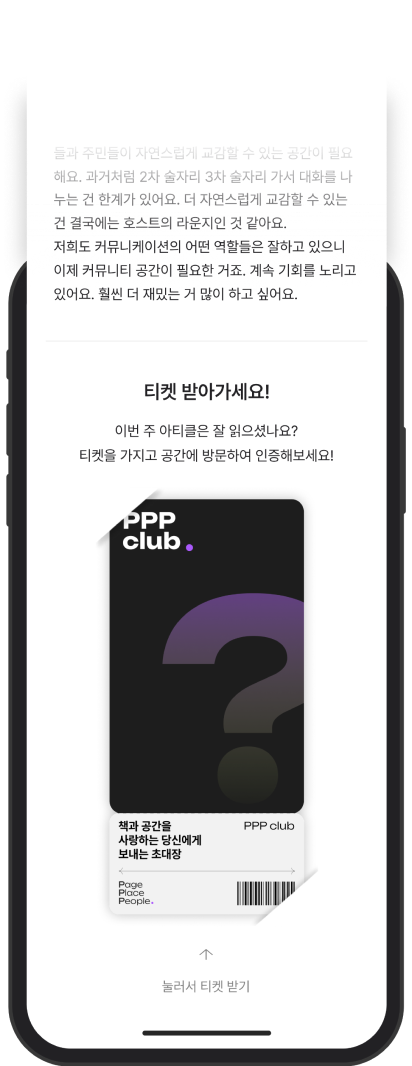 들과 주민들이 자연스럽게 교감할 수 있는 공간이 필요
해요. 과거처럼 2차 술자리 3차 술자리 가서 대화를 나
누는 건 한계가 있어요. 더 자연스럽게 교감할 수 있는
건 결국에는 호스트의 라운지인 것 같아요.
저희도 커뮤니케이션의 어떤 역할들은 잘하고 있으니
이제 커뮤니티 공간이 필요한 거죠. 계속 기회를 노리고
있어요. 훨씬 더 재밌는 거 많이 하고 싶어요.
티켓 받아가세요!
이번 주 아티클은 잘 읽으셨나요?
티켓을 가지고 공간에 방문하여 인증해보세요!
PPP
club.
?
책과 공간을
사랑하는 당신에게
보내는 초대장
PPP club
Page
Place
People.
눌러서 티켓 받기